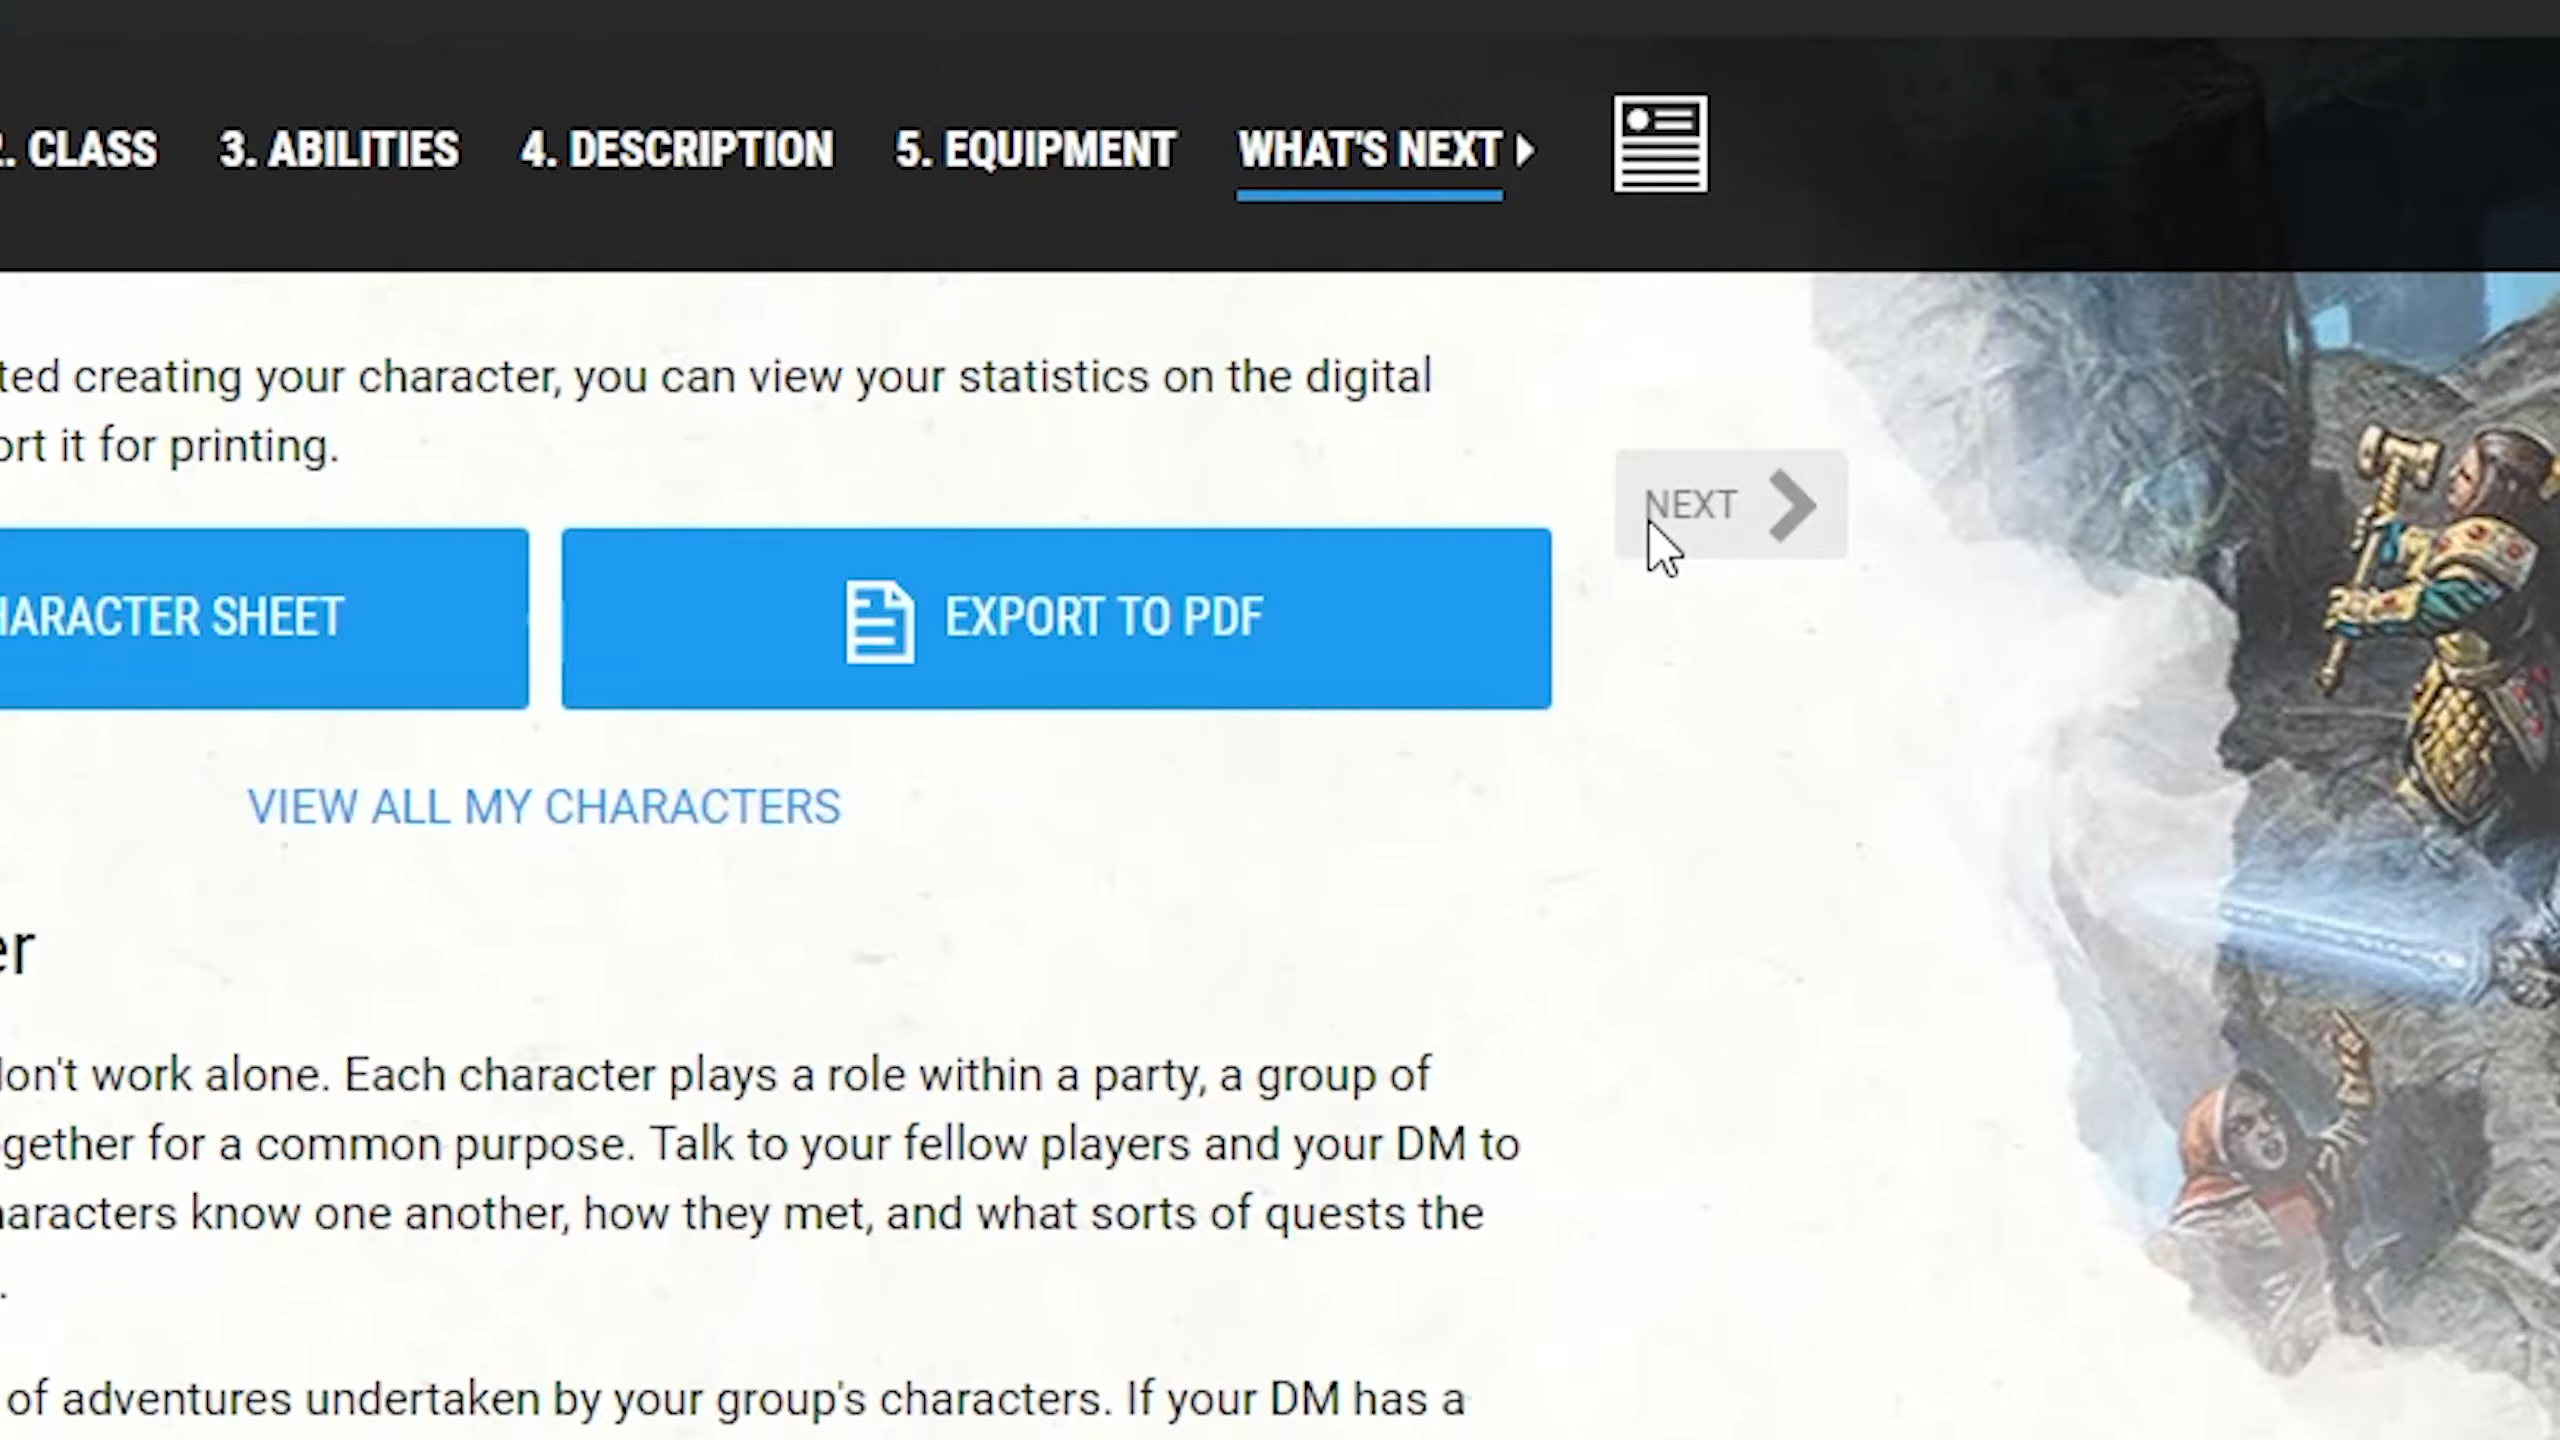 2. CLASS 3. ABILITIES 4. DESCRIPTION 5. EQUIPMENT WHAT'S NEXT
ted creating your character, you can view your statistics on the digital
ort it for printing.
NEXT
HARACTER SHEET EXPORT TO PDF
VIEW ALL MY CHARACTERS
er
don't work alone. Each character plays a role within a party, a group of
gether for a common purpose. Talk to your fellow players and your DM to
haracters know one another, how they met, and what sorts of quests the
.
of adventures undertaken by your group's characters. If your DM has a